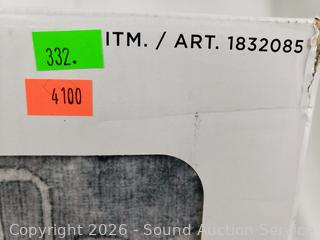 332.
ITM. / ART. 1832085
4100
Copyright 2026 - Sound Auction Service